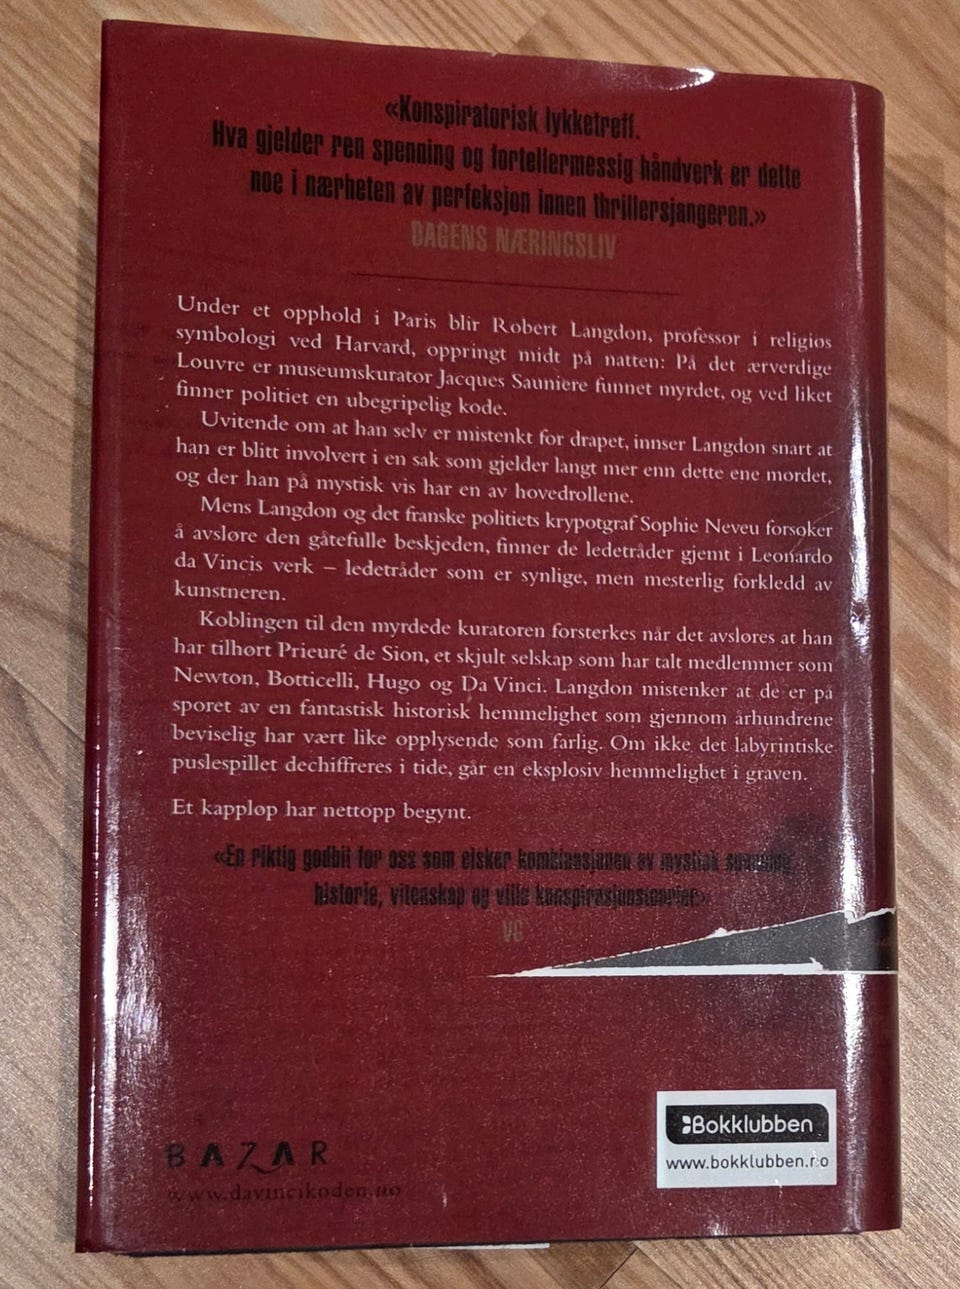 «Konspiratorisk lykketreff.
Hva gjelder ren spenning og fortellermessig håndverk er dette
noe i nærheten av perfeksjon innen thrillersjangeren.»
DAGENS NÆRINGSLIV
Under et opphold i Paris blir Robert Langdon, professor i religiøs
symbologi ved Harvard, oppringt midt på natten: På det ærverdige
Louvre er museumskurator Jacques Sauniere funnet myrdet, og ved liket
finner politiet en ubegripelig kode.
Uvitende om at han selv er mistenkt for drapet, innser Langdon snart at
han er blitt involvert i en sak som gjelder langt mer enn dette ene mordet,
og der han på mystisk vis har en av hovedrollene.
Mens Langdon og det franske politiets krypotgraf Sophie Neveu forsøker
å avsløre den gåtefulle beskjeden, finner de ledetråder gjemt i Leonardo
da Vincis verk – ledetråder som er synlige, men mesterlig forkledd av
kunstneren.
Koblingen til den myrdede kuratoren forsterkes når det avsløres at han
har tilhørt Prieuré de Sion, et skjult selskap som har talt medlemmer som
Newton, Botticelli, Hugo og Da Vinci. Langdon mistenker at de er på
sporet av en fantastisk historisk hemmelighet som gjennom århundrene
beviselig har vært like opplysende som farlig. Om ikke det labyrintiske
puslespillet dechiffreres i tide, går en eksplosiv hemmelighet i graven.
Et kappløp har nettopp begynt.
«En riktig godbit for oss som elsker kombinasjonen av mystisk spenning,
historie, vitenskap og ville konspirasjonsteorier.»
VG
BAZAR
www.davincikoden.no
Bokklubben
www.bokklubben.no